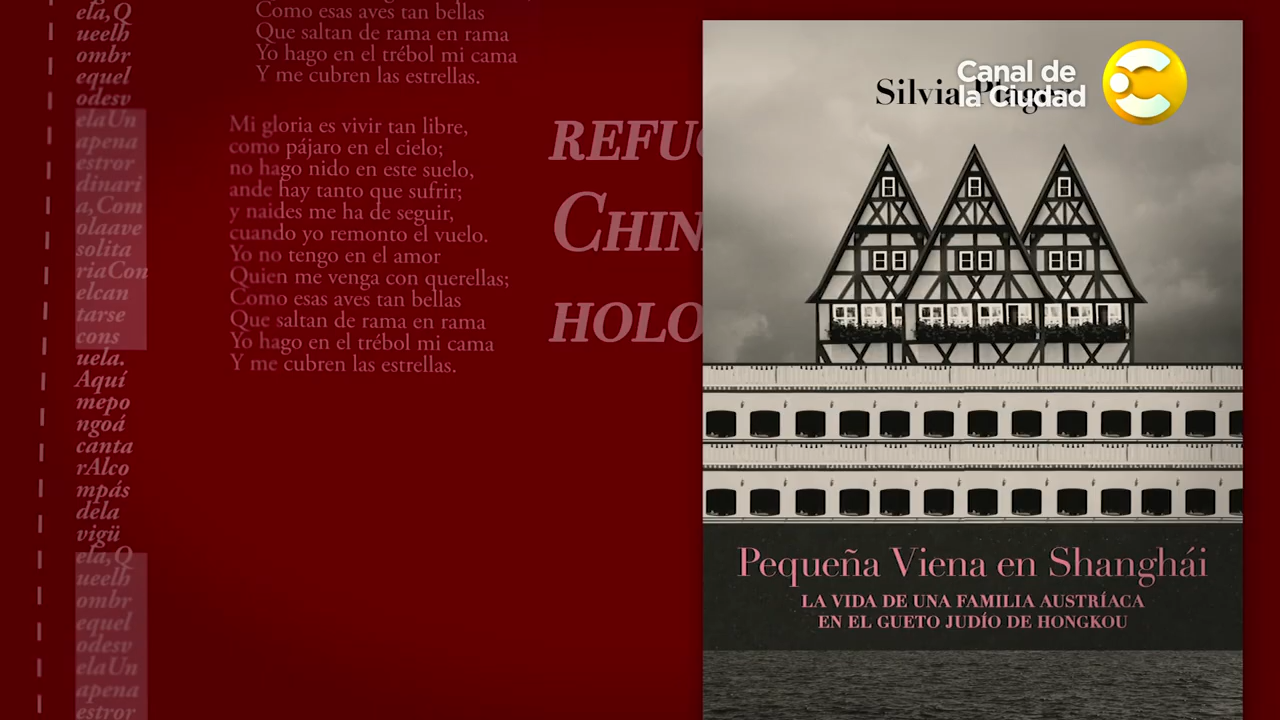 ela,Q
ueelh
ombr
equel
odesv
elaUn
apena
estror
dinari
a,Com
olaave
solita
riaCon
elcan
tarse
cons
uela.
Aquí
mepo
ngoá
canta
rAlco
mpás
dela
vigü
ela,Q
ueelh
ombr
equel
odesv
elaUn
apena
estror
Como esas aves tan bellas
Que saltan de rama en rama
Yo hago en el trébol mi cama
Y me cubren las estrellas.
Mi gloria es vivir tan libre,
como pájaro en el cielo;
no hago nido en este suelo,
ande hay tanto que sufrir;
y naides me ha de seguir,
cuando yo remonto el vuelo.
Yo no tengo en el amor
Quien me venga con querellas;
Como esas aves tan bellas
Que saltan de rama en rama
Yo hago en el trébol mi cama
Y me cubren las estrellas.
REFU
CHIN
HOLO
Silvia Plager
Canal de
la Ciudad
Pequeña Viena en Shanghái
LA VIDA DE UNA FAMILIA AUSTRÍACA
EN EL GUETO JUDÍO DE HONGKOU